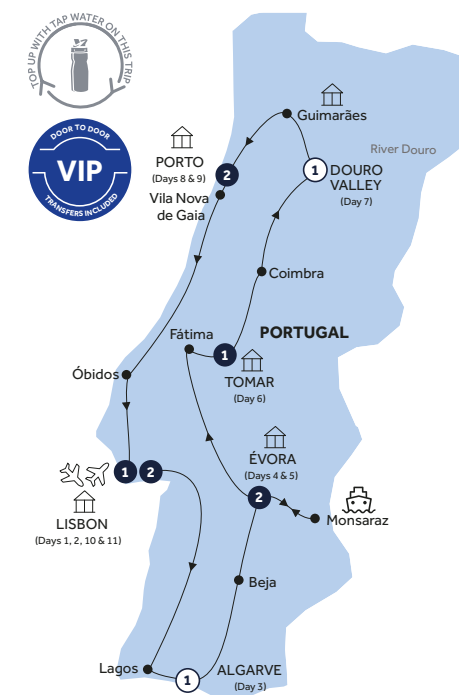 TOP UP WITH TAP WATER ON THIS TRIP
DOOR TO DOOR
VIP
TRANSFERS INCLUDED
Guimarães
River Douro
PORTO
(Days 8 & 9)
2
Vila Nova
de Gaia
1
DOURO
VALLEY
(Day 7)
Coimbra
PORTUGAL
Fátima
1
TOMAR
(Day 6)
Óbidos
ÉVORA
(Days 4 & 5)
2
1
2
LISBON
(Days 1, 2, 10 & 11)
Monsaraz
Beja
Lagos
1
ALGARVE
(Day 3)